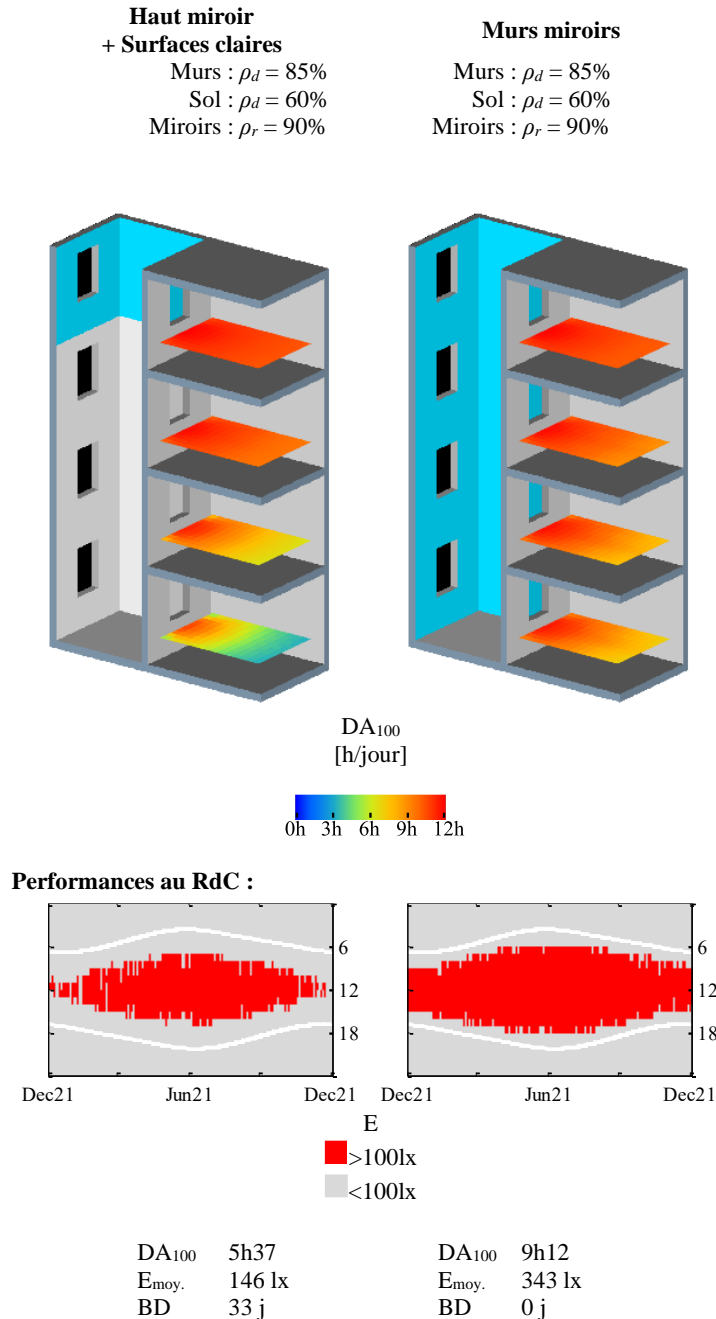 Haut miroir
+ Surfaces claires
Murs : ρd = 85%
Sol : ρd = 60%
Miroirs : ρr = 90%
Murs miroirs
Murs : ρd = 85%
Sol : ρd = 60%
Miroirs : ρr = 90%
DA100
[h/jour]
0h 3h 6h 9h 12h
Performances au RdC :
6
12
18
Dec21 Jun21 Dec21
6
12
18
Dec21 Jun21 Dec21
E
>100lx
<100lx
DA100 5h37
Emoy. 146 lx
BD 33 j
DA100 9h12
Emoy. 343 lx
BD 0 j